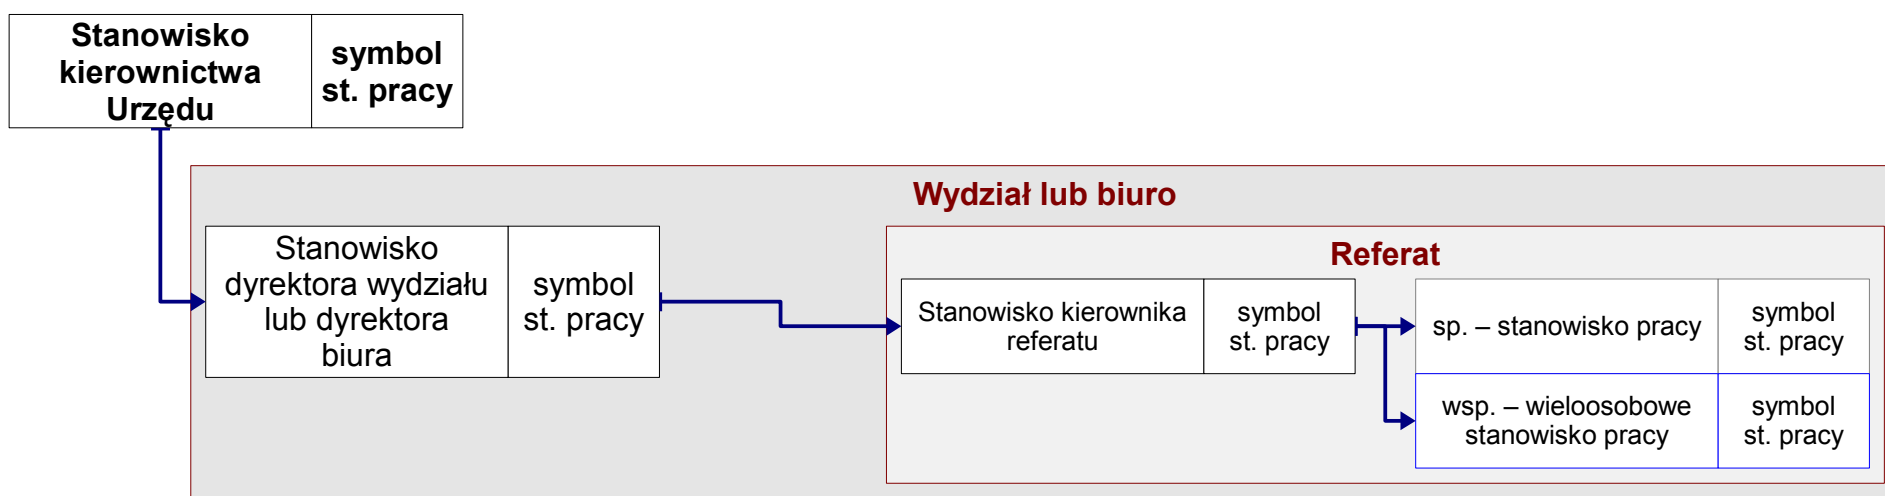 Stanowisko
kierownictwa
Urzędu
symbol
st. pracy
Wydział lub biuro
Stanowisko
dyrektora wydziału
lub dyrektora
biura
symbol
st. pracy
Referat
Stanowisko kierownika
referatu
symbol
st. pracy
sp. – stanowisko pracy
symbol
st. pracy
wsp. – wieloosobowe
stanowisko pracy
symbol
st. pracy